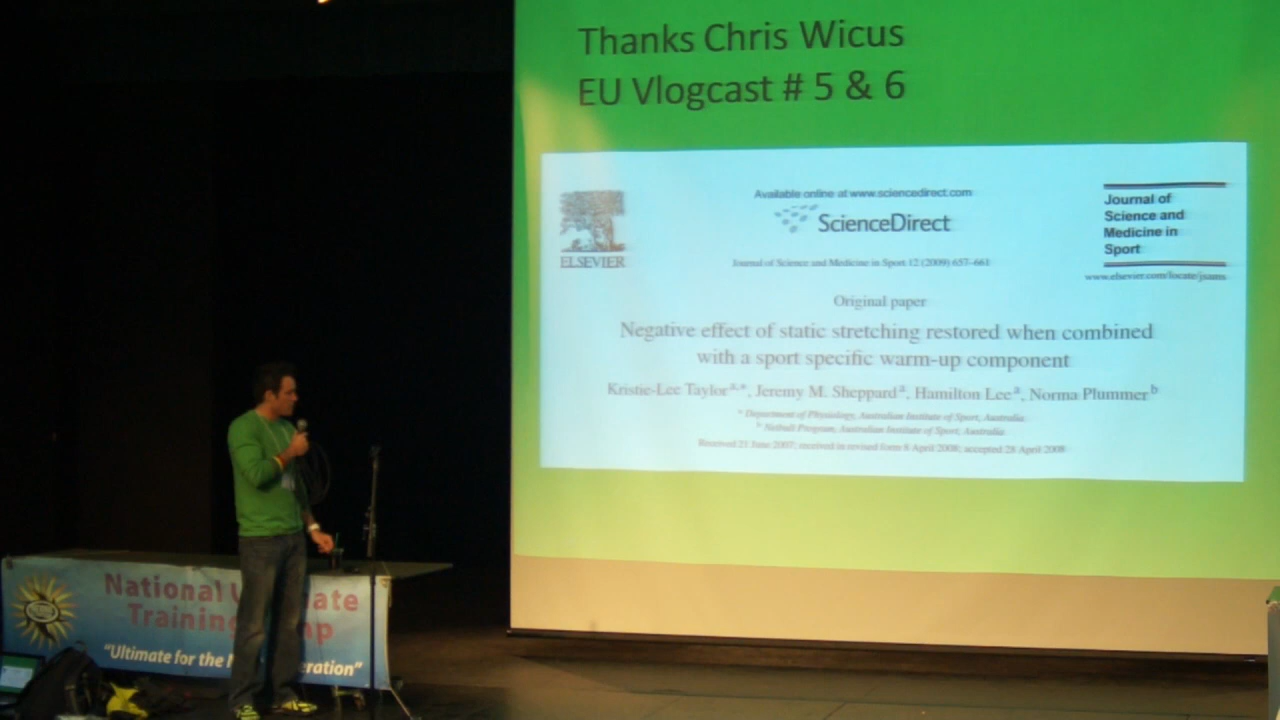 Thanks Chris Wicus
EU Vlogcast # 5 & 6
ELSEVIER
Available online at www.sciencedirect.com
ScienceDirect
Journal of Science and Medicine in Sport 12 (2009) 657–661
Journal of
Science and
Medicine in
Sport
www.elsevier.com/locate/jsams
Original paper
Negative effect of static stretching restored when combined
with a sport specific warm-up component
Kristie-Lee Taylor a,*, Jeremy M. Sheppard a, Hamilton Lee a, Norma Plummer b
a Department of Physiology, Australian Institute of Sport, Australia
b Netball Program, Australian Institute of Sport, Australia
Received 21 June 2007; received in revised form 8 April 2008; accepted 28 April 2008
National U ate
Training mp
"Ultimate for the eration"